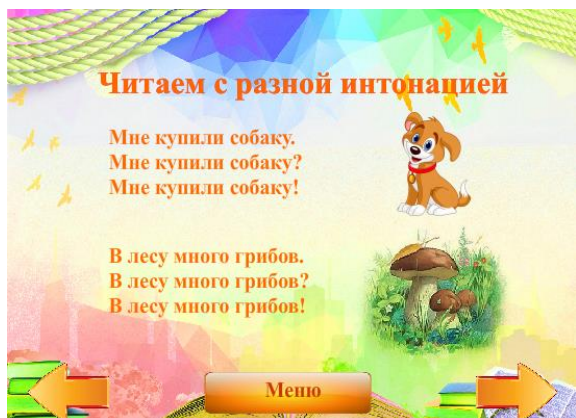 Читаем с разной интонацией
Мне купили собаку.
Мне купили собаку?
Мне купили собаку!
В лесу много грибов.
В лесу много грибов?
В лесу много грибов!
Меню